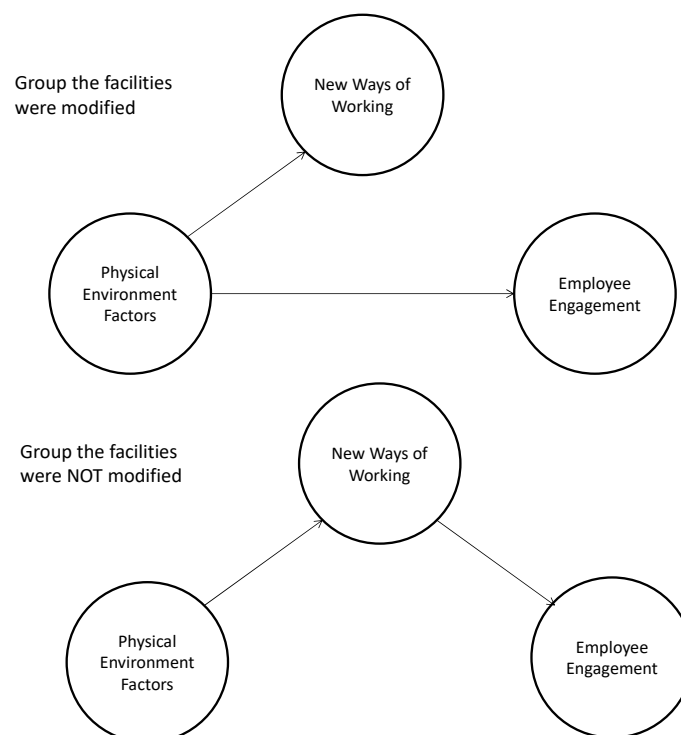 Group the facilities
were modified
New Ways of
Working
Physical
Environment
Factors
Employee
Engagement
Group the facilities
were NOT modified
New Ways of
Working
Physical
Environment
Factors
Employee
Engagement